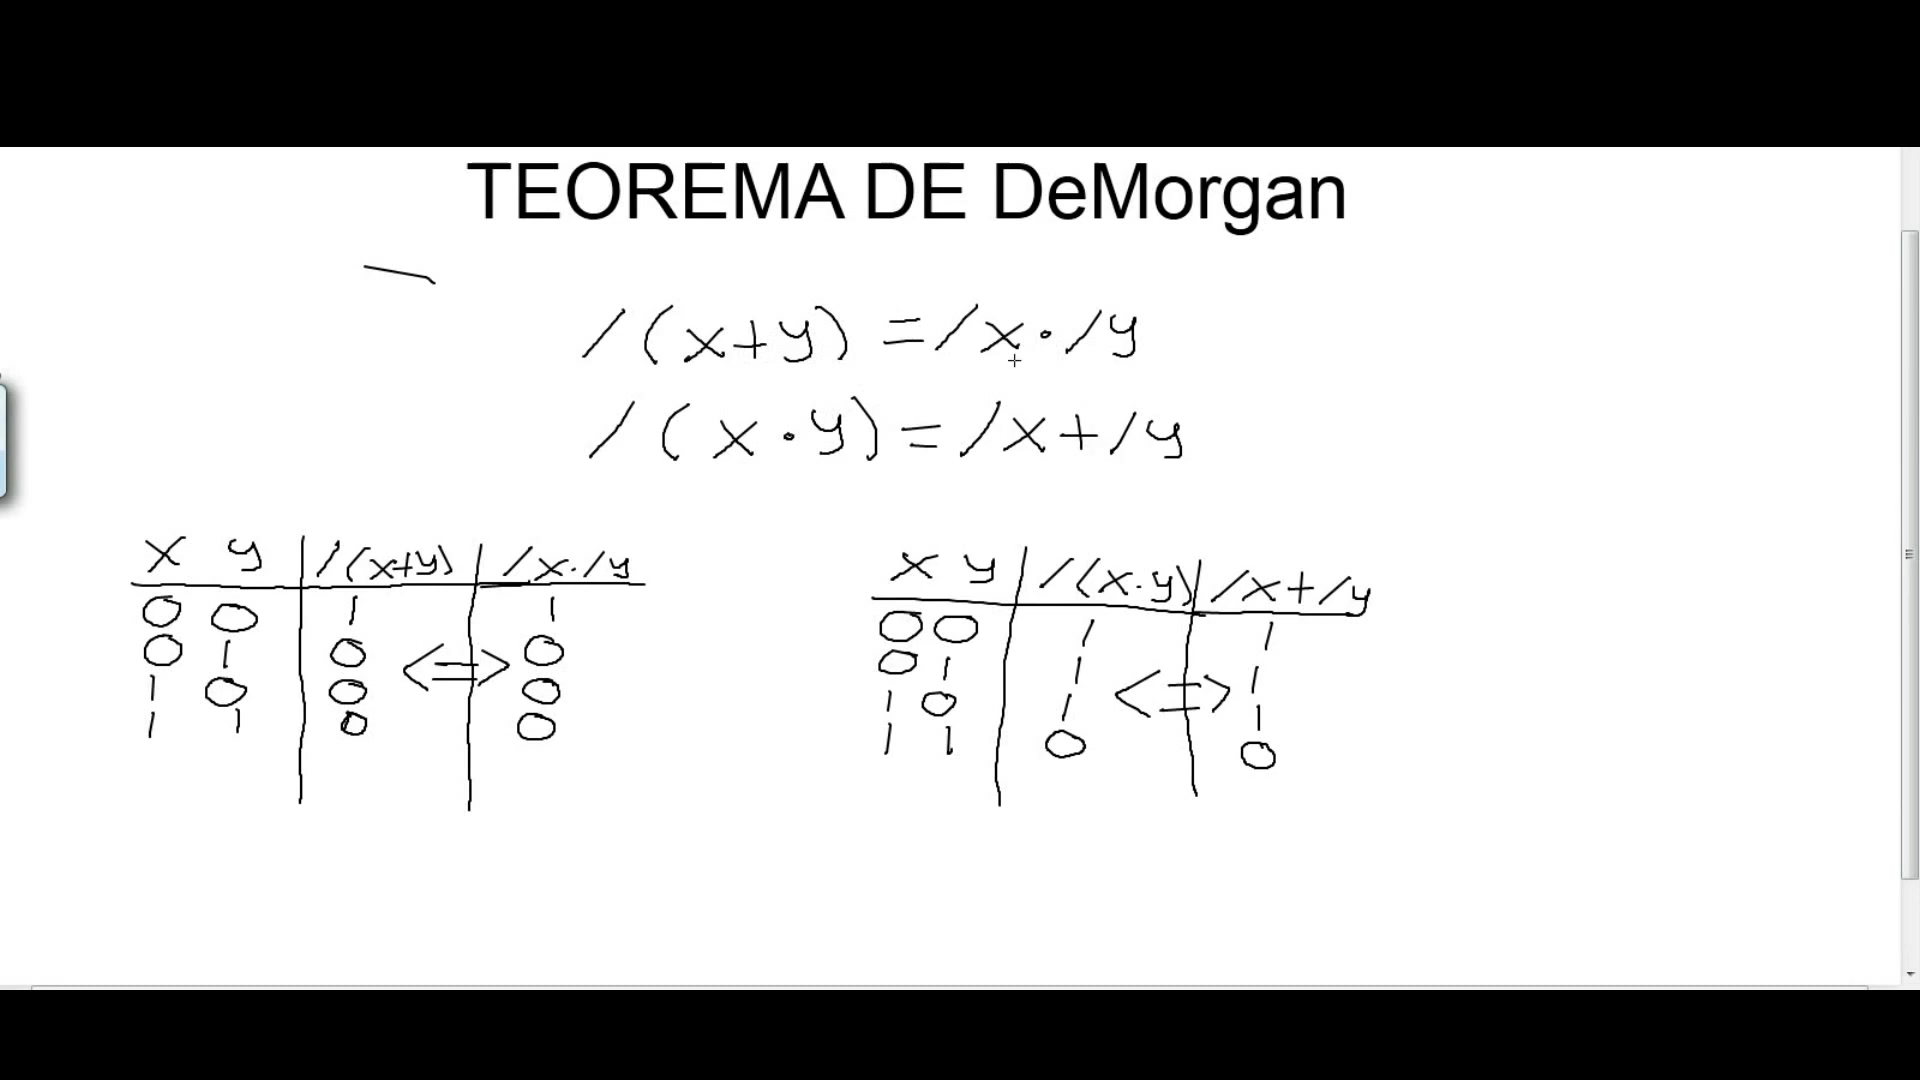 TEOREMA DE DeMorgan
/(x+y) = /x·/y
/(x·y) = /x+/y
x y /(x+y) /x·/y
0 0 1 1
0 1 0 <=> 0
1 0 0 0
1 1 0 0
x y /(x·y) /x+/y
0 0 1 1
0 1 1 1
1 0 1 <=> 1
1 1 0 0